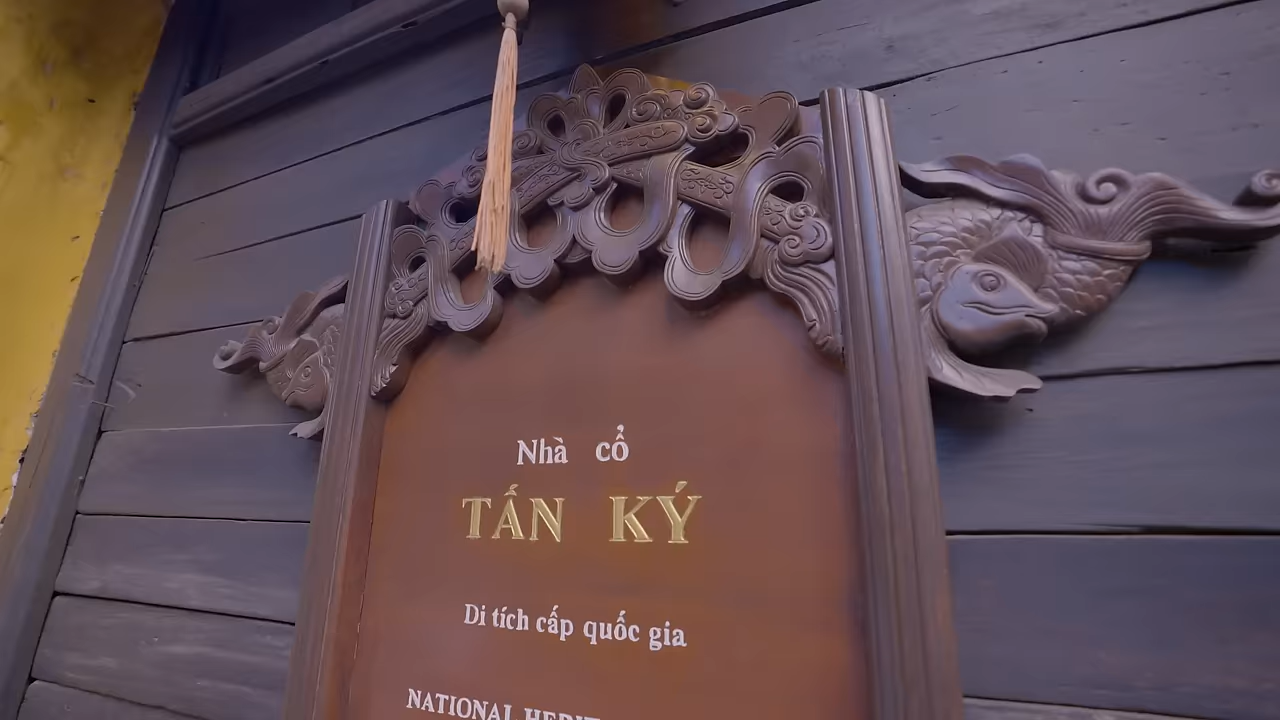 Nhà cổ
TẤN KÝ
Di tích cấp quốc gia
NATIONAL